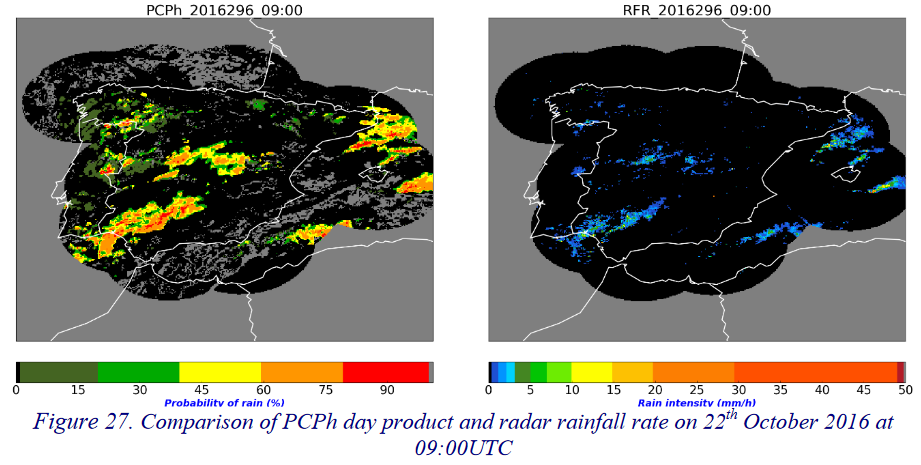 PCPh_2016296_09:00
RFR_2016296_09:00
0 15 30 45 60 75 90
0 5 10 15 20 25 30 35 40 45 50
Probability of rain (%)
Rain intensity (mm/h)
Figure 27. Comparison of PCPh day product and radar rainfall rate on 22th October 2016 at
09:00UTC